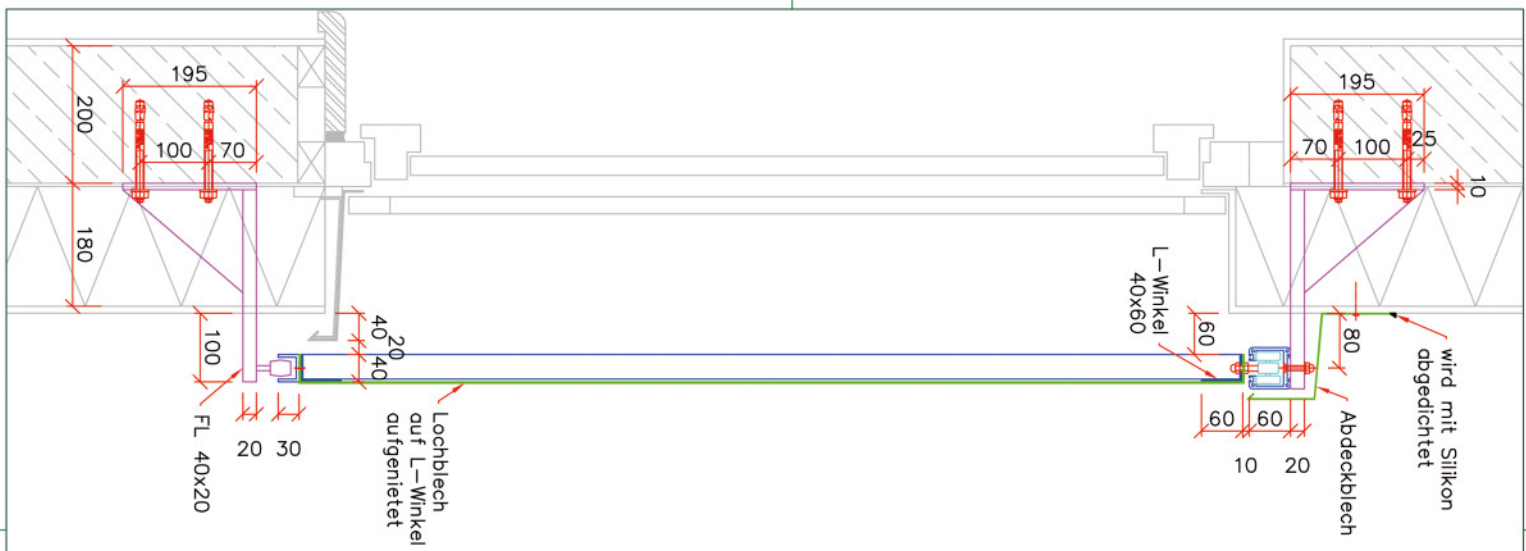 195
200
100
70
180
100
20
30
FL 40x20
40
20
40
Lochblech
auf L-Winkel
aufgenietet
L-Winkel
40x60
60
60
60
10
20
195
70
100
25
10
80
Abdeckblech
wird mit Silikon
abgedichtet